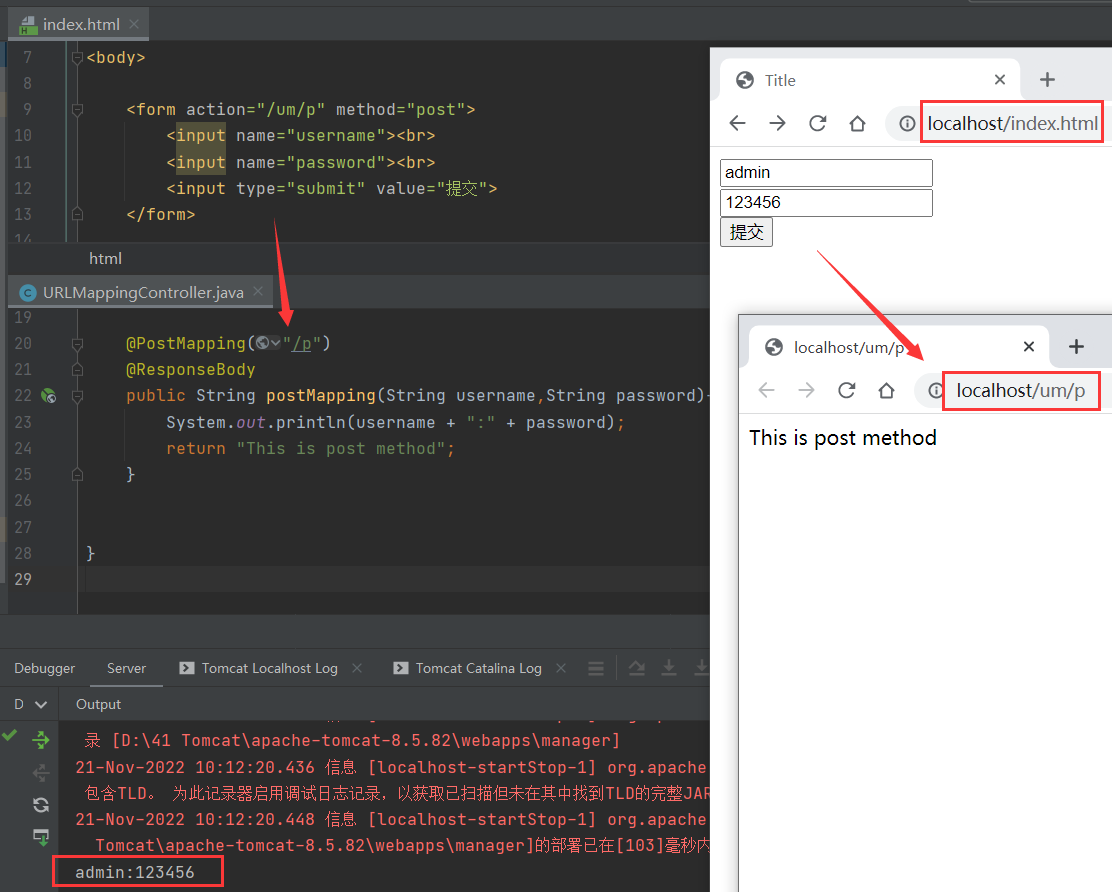 index.html
7 <body>
8
9 <form action="/um/p" method="post">
10 <input name="username"><br>
11 <input name="password"><br>
12 <input type="submit" value="提交">
13 </form>
14
html
URLMappingController.java
19
20 @PostMapping("/p")
21 @ResponseBody
22 public String postMapping(String username,String password)
23 System.out.println(username + ":" + password);
24 return "This is post method";
25 }
26
27
28 }
29
Debugger Server Tomcat Localhost Log Tomcat Catalina Log
D Output
录 [D:\41 Tomcat\apache-tomcat-8.5.82\webapps\manager]
21-Nov-2022 10:12:20.436 信息 [localhost-startStop-1] org.apache
包含TLD。 为此记录器启用调试日志记录，以获取已扫描但未在其中找到TLD的完整JAR
21-Nov-2022 10:12:20.448 信息 [localhost-startStop-1] org.apache
Tomcat\apache-tomcat-8.5.82\webapps\manager]的部署已在[103]毫秒内
admin:123456
Title
localhost/index.html
admin
123456
提交
localhost/um/p
localhost/um/p
This is post method